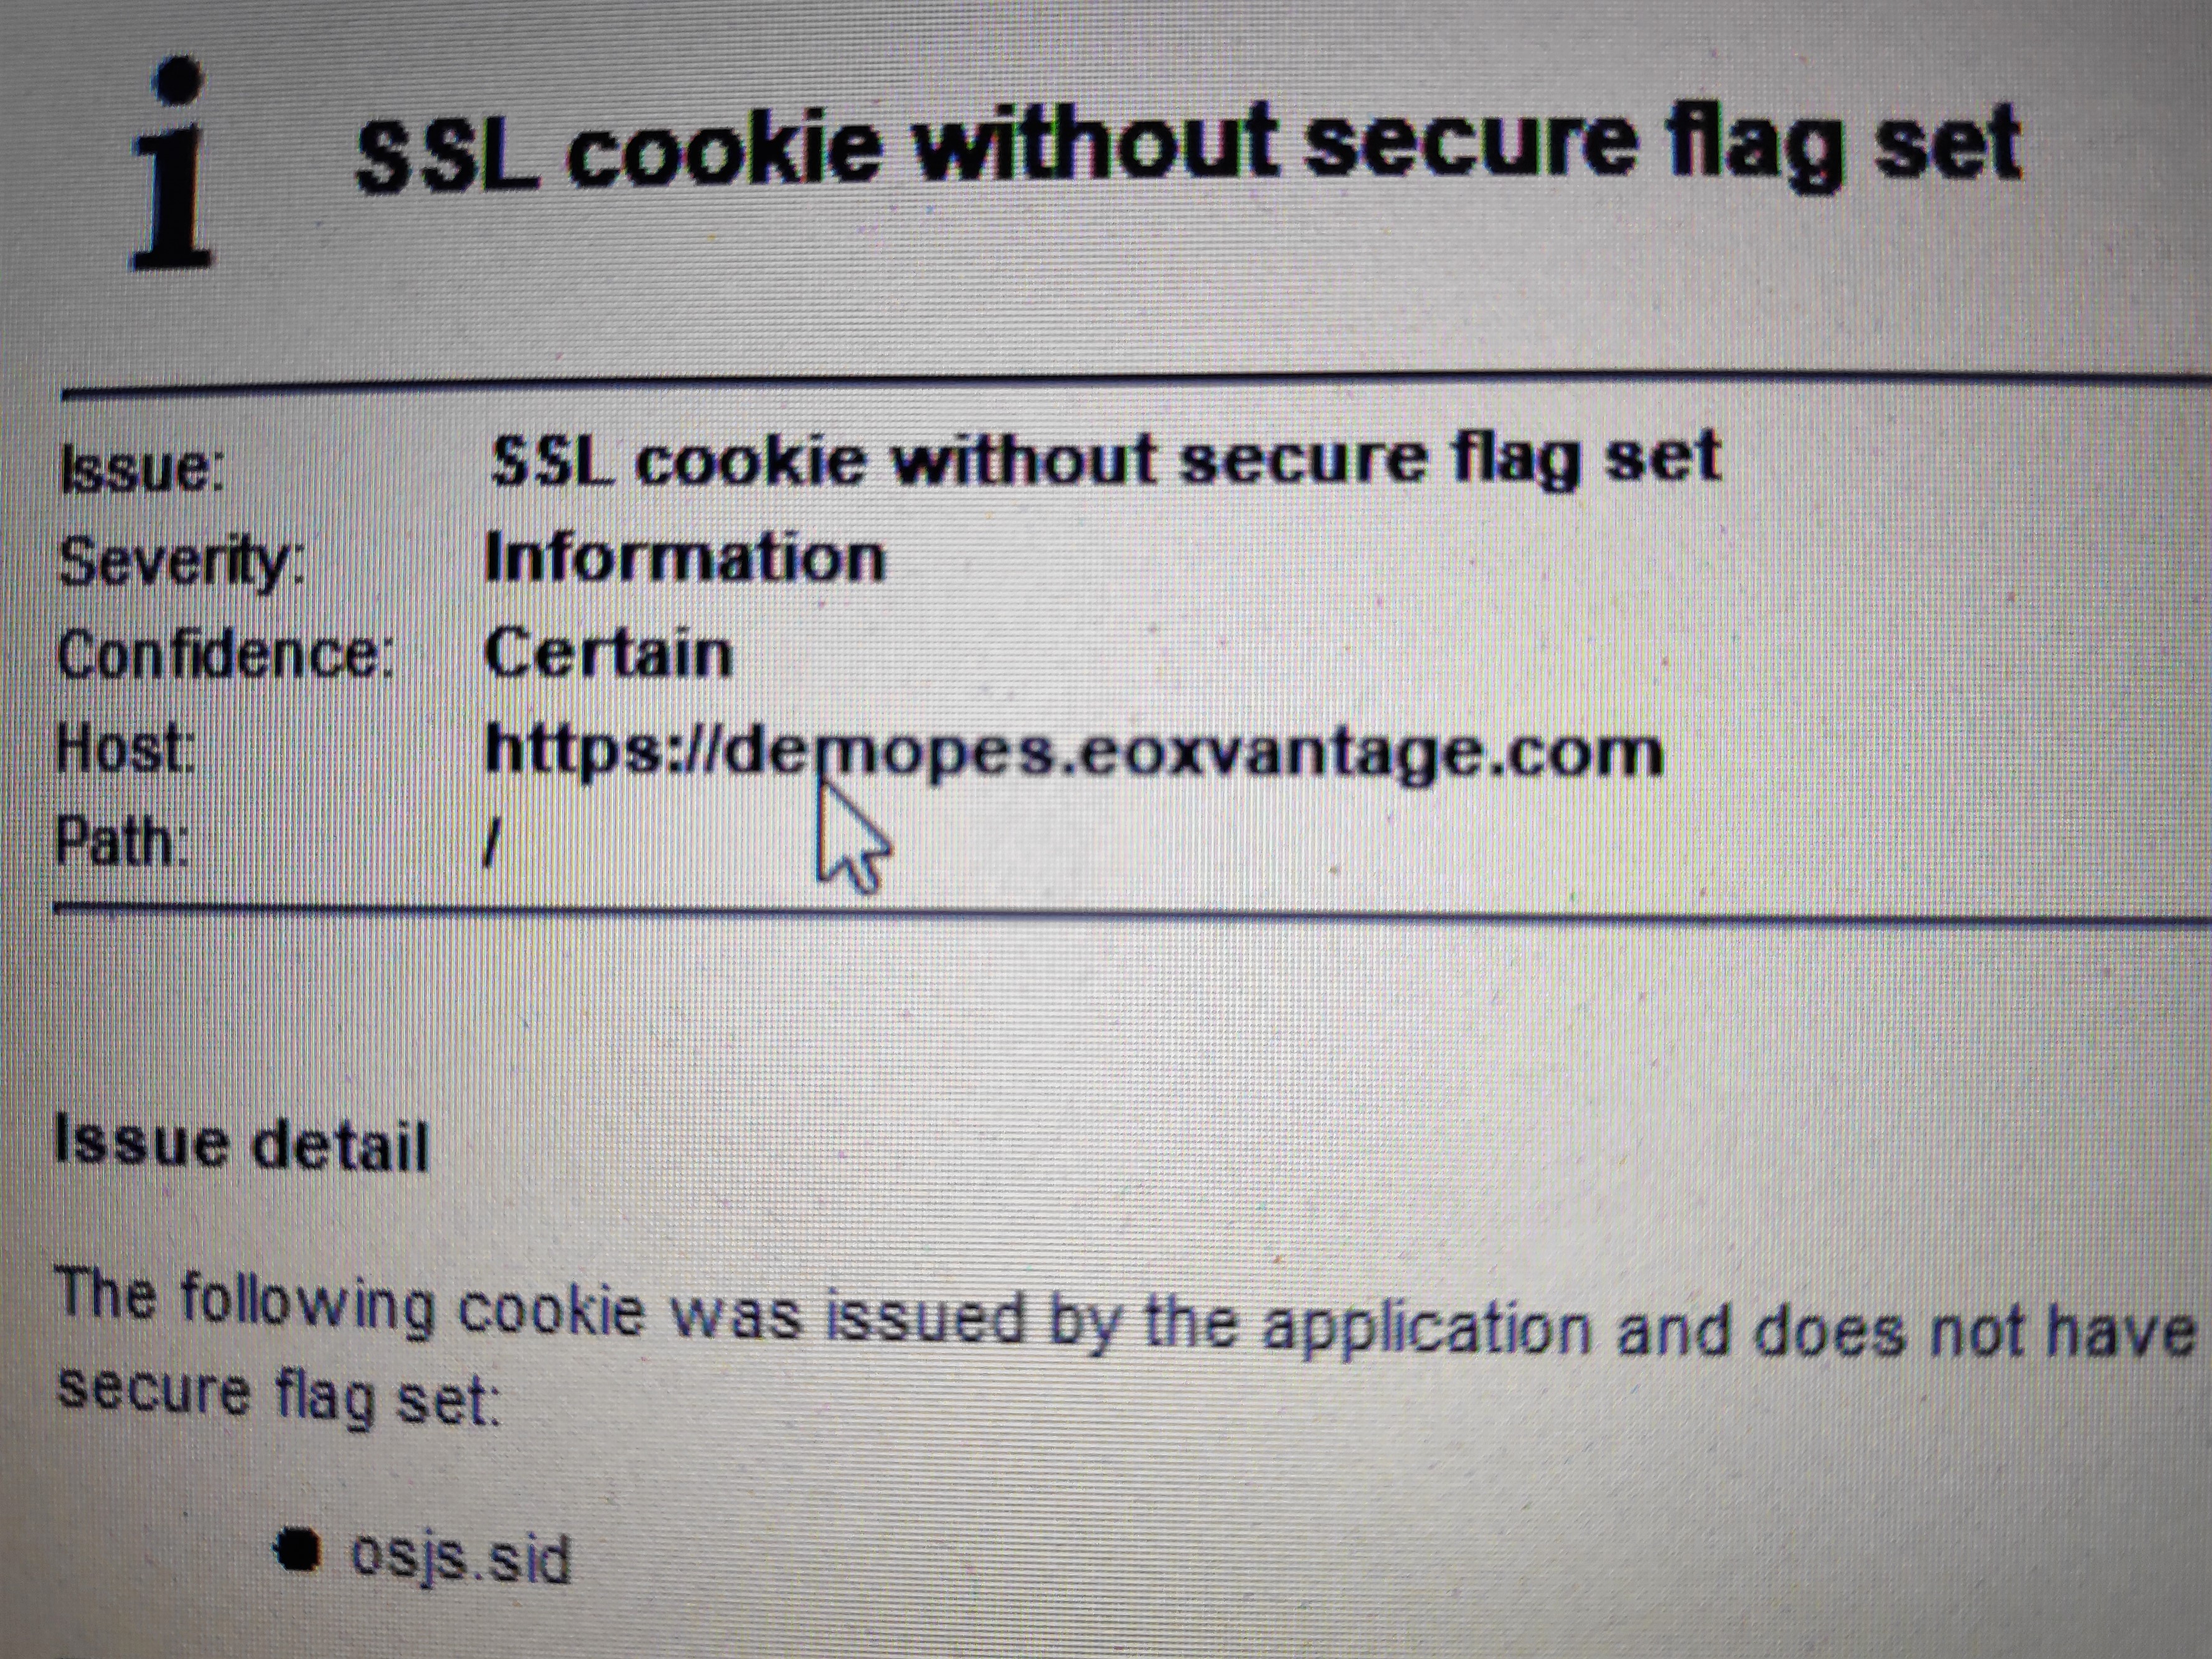 i
SSL cookie without secure flag set
Issue: SSL cookie without secure flag set
Severity: Information
Confidence: Certain
Host: https://demopes.eoxvantage.com
Path: /
Issue detail
The following cookie was issued by the application and does not have
secure flag set:
● osjs.sid